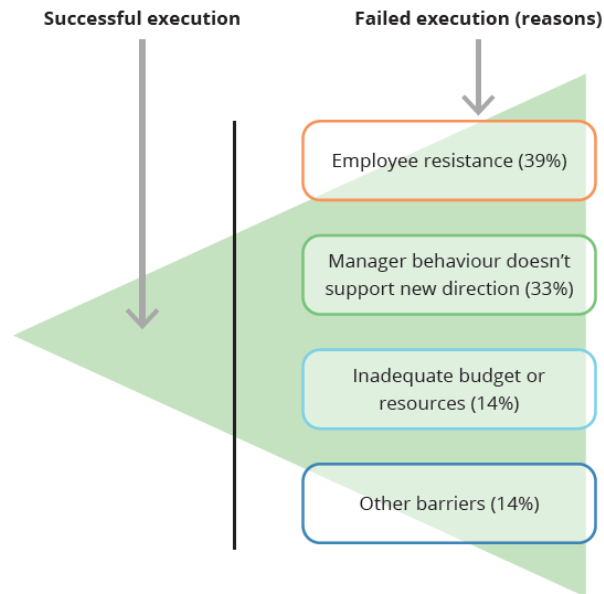 Successful execution
Failed execution (reasons)
Employee resistance (39%)
Manager behaviour doesn’t
support new direction (33%)
Inadequate budget or
resources (14%)
Other barriers (14%)